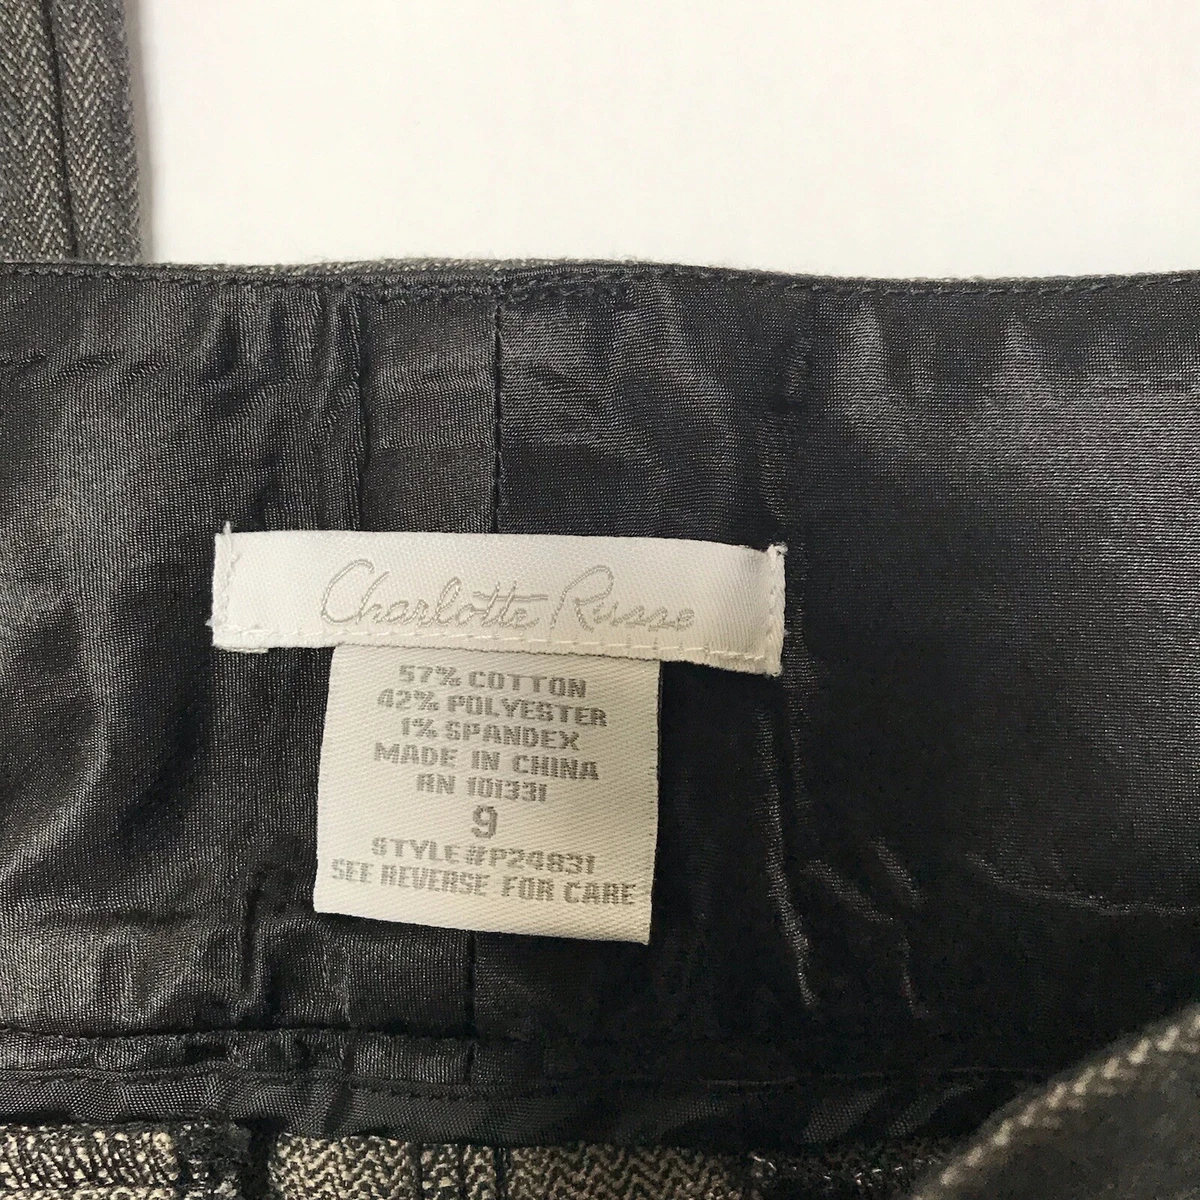 Charlotte Russe
57% COTTON
42% POLYESTER
1% SPANDEX
MADE IN CHINA
RN 101331
9
STYLE#P24831
SEE REVERSE FOR CARE